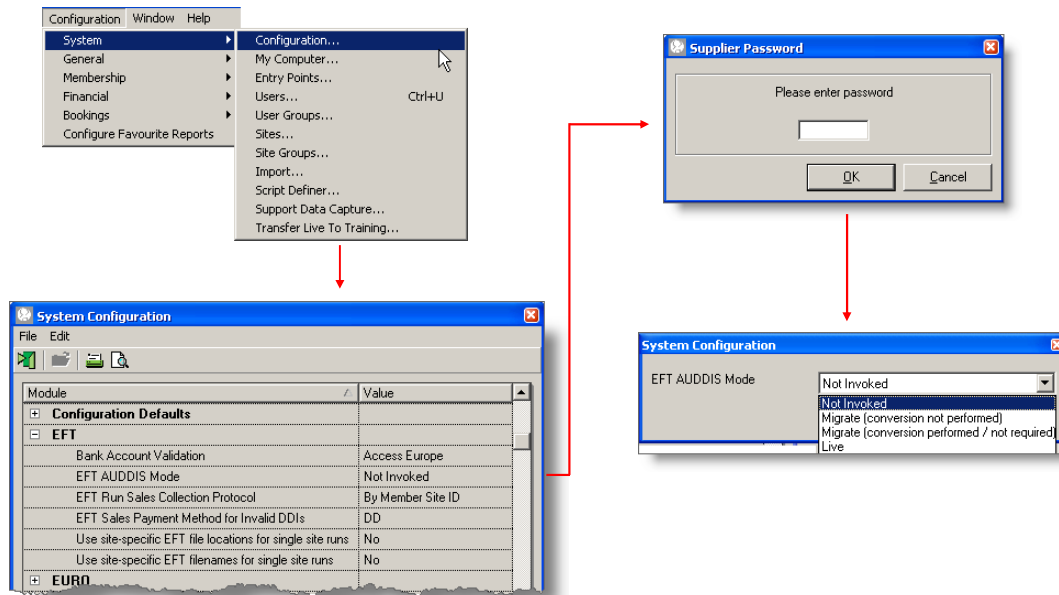 Configuration Window Help
System
General
Membership
Financial
Bookings
Configure Favourite Reports
Configuration...
My Computer...
Entry Points...
Users... Ctrl+U
User Groups...
Sites...
Site Groups...
Import...
Script Definer...
Support Data Capture...
Transfer Live To Training...
Supplier Password
Please enter password
OK Cancel
System Configuration
File Edit
Module Value
Configuration Defaults
EFT
Bank Account Validation Access Europe
EFT AUDDIS Mode Not Invoked
EFT Run Sales Collection Protocol By Member Site ID
EFT Sales Payment Method for Invalid DDIs DD
Use site-specific EFT file locations for single site runs No
Use site-specific EFT filenames for single site runs No
EURO
System Configuration
EFT AUDDIS Mode Not Invoked
Not Invoked
Migrate (conversion not performed)
Migrate (conversion performed / not required)
Live